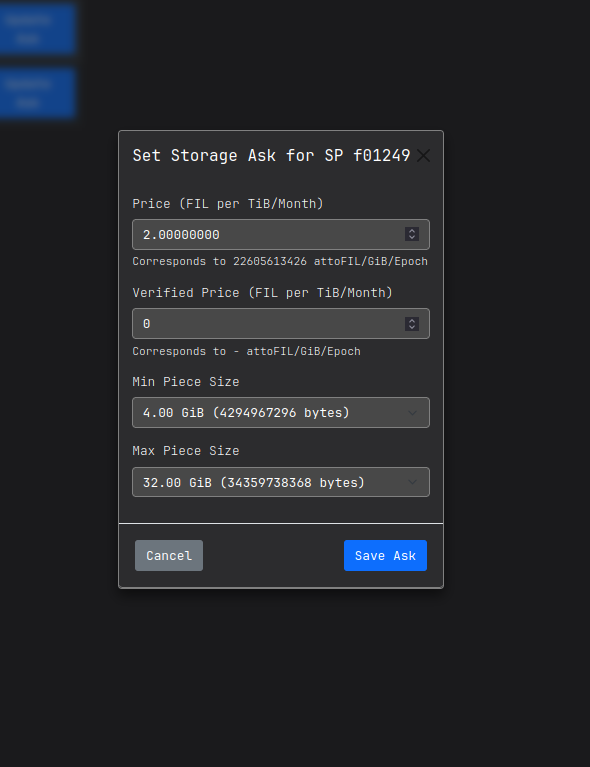 Set Storage Ask for SP f01249
Price (FIL per TiB/Month)
2.00000000
Corresponds to 22605613426 attoFIL/GiB/Epoch
Verified Price (FIL per TiB/Month)
0
Corresponds to - attoFIL/GiB/Epoch
Min Piece Size
4.00 GiB (4294967296 bytes)
Max Piece Size
32.00 GiB (34359738368 bytes)
Cancel
Save Ask